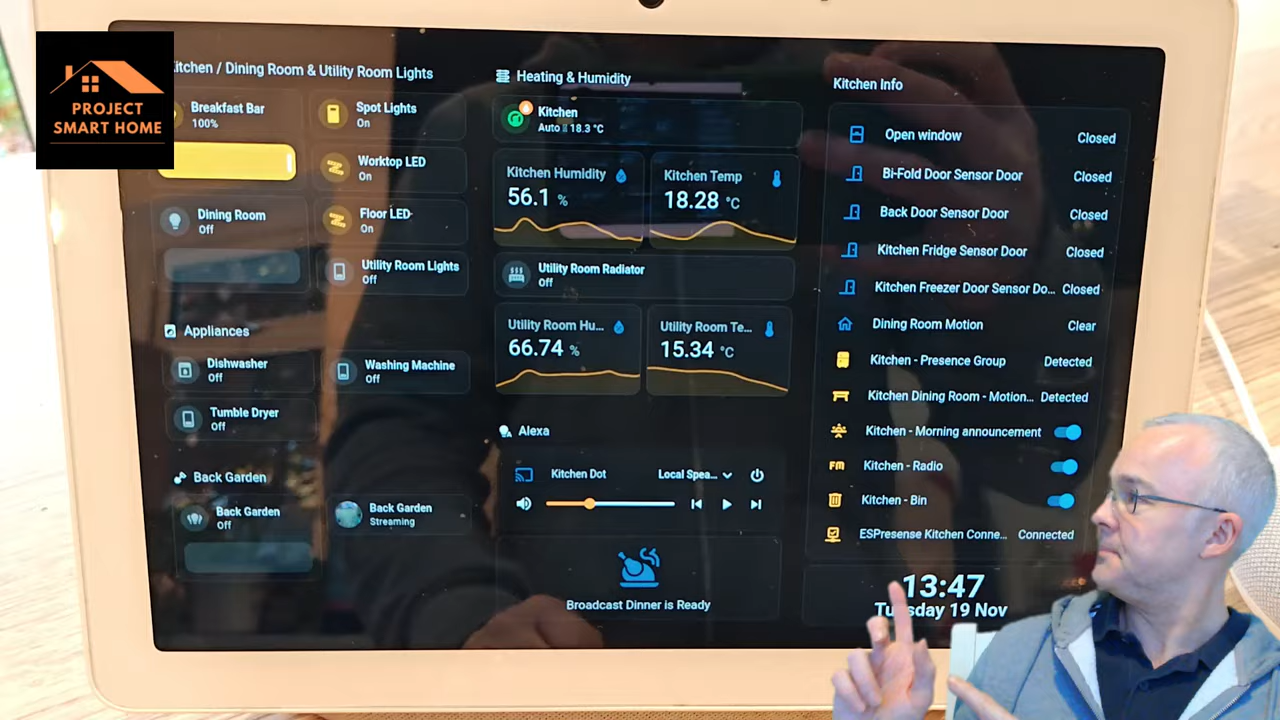 PROJECT
SMART HOME
Kitchen / Dining Room & Utility Room Lights
Breakfast Bar
100%
Spot Lights
On
Worktop LED
On
Dining Room
Off
Floor LED
On
Utility Room Lights
Off
Appliances
Dishwasher
Off
Washing Machine
Off
Tumble Dryer
Off
Back Garden
Back Garden
Off
Back Garden
Streaming
Heating & Humidity
Kitchen
Auto 18.3 °C
Kitchen Humidity
56.1 %
Kitchen Temp
18.28 °C
Utility Room Radiator
Off
Utility Room Hu...
66.74 %
Utility Room Te...
15.34 °C
Alexa
Kitchen Dot
Local Spea...
Broadcast Dinner is Ready
Kitchen Info
Open window Closed
Bi-Fold Door Sensor Door Closed
Back Door Sensor Door Closed
Kitchen Fridge Sensor Door Closed
Kitchen Freezer Door Sensor Do... Closed
Dining Room Motion Clear
Kitchen - Presence Group Detected
Kitchen Dining Room - Motion... Detected
Kitchen - Morning announcement
FM Kitchen - Radio
Kitchen - Bin
ESPresense Kitchen Conne... Connected
13:47
Tuesday 19 Nov